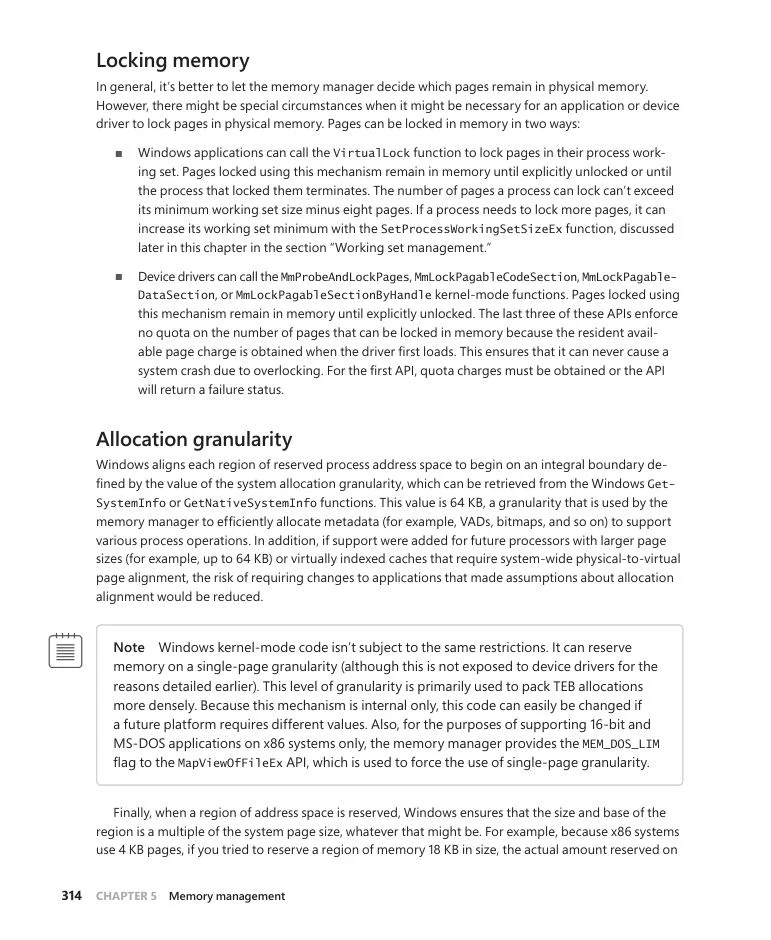 Locking memory
In general, it's better to let the memory manager decide which pages remain in physical memory.
However, there might be special circumstances when it might be necessary for an application or device
driver to lock pages in physical memory. Pages can be locked in memory in two ways:
■ Windows applications can call the VirtualLock function to lock pages in their process work-
ing set. Pages locked using this mechanism remain in memory until explicitly unlocked or until
the process that locked them terminates. The number of pages a process can lock can't exceed
its minimum working set size minus eight pages. If a process needs to lock more pages, it can
increase its working set minimum with the SetProcessWorkingSetSizeEx function, discussed
later in this chapter in the section "Working set management."
■ Device drivers can call the MmProbeAndLockPages, MmLockPagableCodeSection, MmLockPagable-
DataSection, or MmLockPagableSectionByHandle kernel-mode functions. Pages locked using
this mechanism remain in memory until explicitly unlocked. The last three of these APIs enforce
no quota on the number of pages that can be locked in memory because the resident avail-
able page charge is obtained when the driver first loads. This ensures that it can never cause a
system crash due to overlocking. For the first API, quota charges must be obtained or the API
will return a failure status.
Allocation granularity
Windows aligns each region of reserved process address space to begin on an integral boundary de-
fined by the value of the system allocation granularity, which can be retrieved from the Windows Get-
SystemInfo or GetNativeSystemInfo functions. This value is 64 KB, a granularity that is used by the
memory manager to efficiently allocate metadata (for example, VADs, bitmaps, and so on) to support
various process operations. In addition, if support were added for future processors with larger page
sizes (for example, up to 64 KB) or virtually indexed caches that require system-wide physical-to-virtual
page alignment, the risk of requiring changes to applications that made assumptions about allocation
alignment would be reduced.
Note Windows kernel-mode code isn't subject to the same restrictions. It can reserve
memory on a single-page granularity (although this is not exposed to device drivers for the
reasons detailed earlier). This level of granularity is primarily used to pack TEB allocations
more densely. Because this mechanism is internal only, this code can easily be changed if
a future platform requires different values. Also, for the purposes of supporting 16-bit and
MS-DOS applications on x86 systems only, the memory manager provides the MEM_DOS_LIM
flag to the MapViewOfFileEx API, which is used to force the use of single-page granularity.
Finally, when a region of address space is reserved, Windows ensures that the size and base of the
region is a multiple of the system page size, whatever that might be. For example, because x86 systems
use 4 KB pages, if you tried to reserve a region of memory 18 KB in size, the actual amount reserved on
314 CHAPTER 5 Memory management